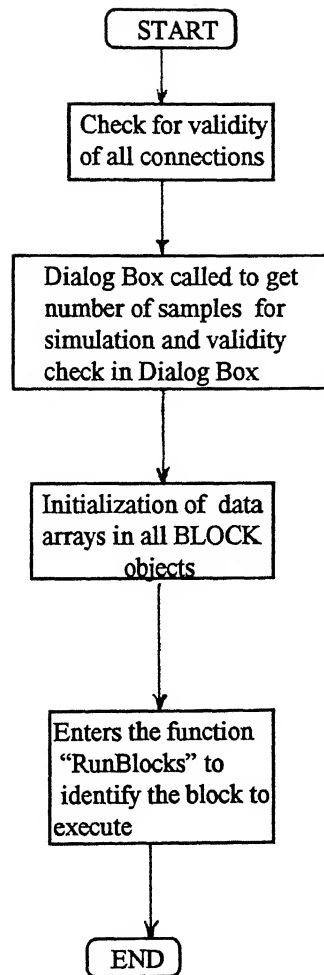 START
Check for validity
of all connections
Dialog Box called to get
number of samples for
simulation and validity
check in Dialog Box
Initialization of data
arrays in all BLOCK
objects
Enters the function
“RunBlocks” to
identify the block to
execute
END